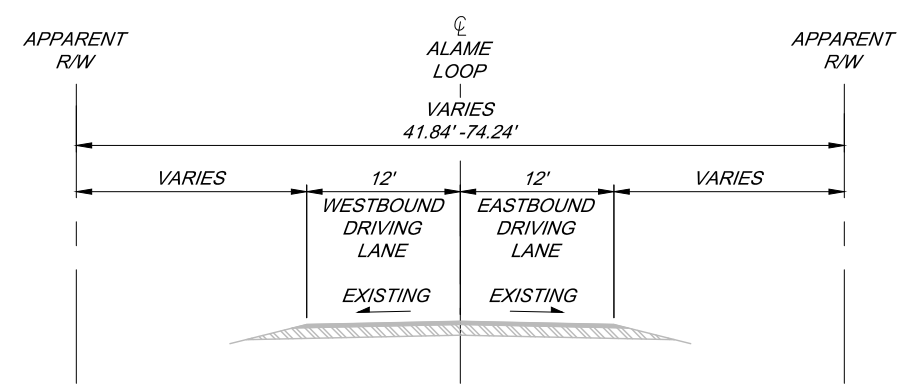 ℄
APPARENT
R/W
ALAME
LOOP
APPARENT
R/W
VARIES
41.84' -74.24'
VARIES
12'
12'
VARIES
WESTBOUND
DRIVING
LANE
EASTBOUND
DRIVING
LANE
EXISTING
EXISTING